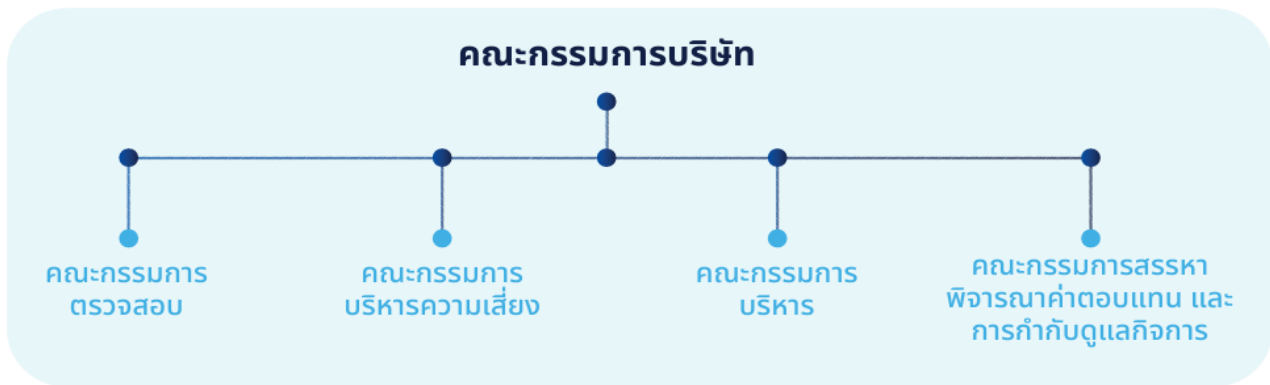 คณะกรรมการบริษัท
คณะกรรมการ
ตรวจสอบ
คณะกรรมการ
บริหารความเสี่ยง
คณะกรรมการ
บริหาร
คณะกรรมการสรรหา
พิจารณาค่าตอบแทน และ
การกำกับดูแลกิจการ